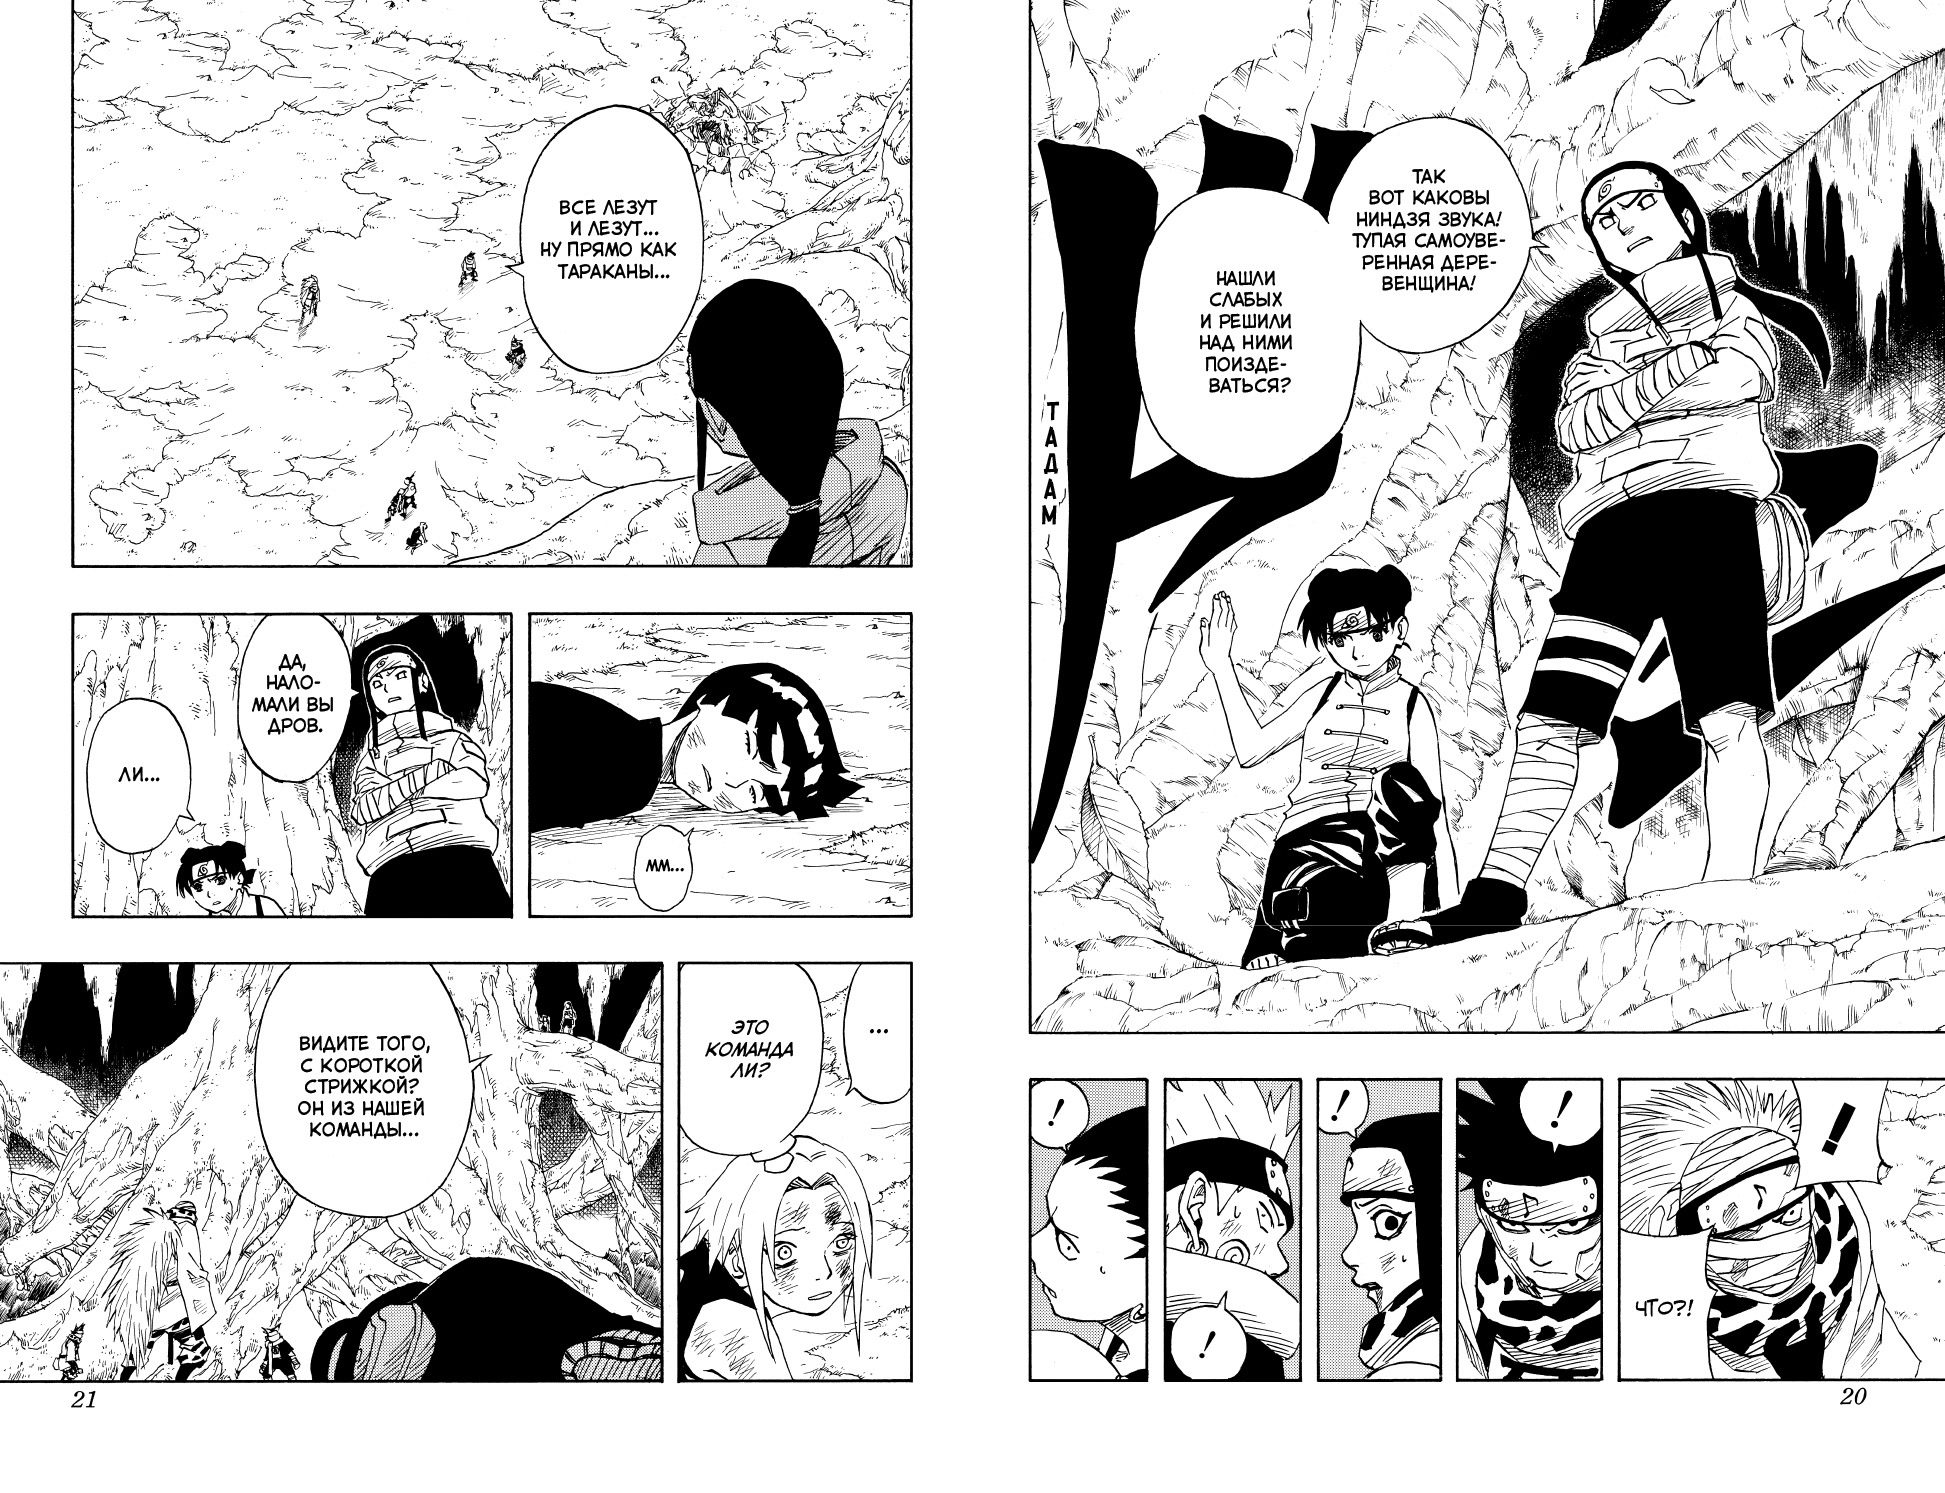 ТАК
ВОТ КАКОВЫ
НИНДЗЯ ЗВУКА!
ТУПАЯ САМОУВЕ-
РЕННАЯ ДЕРЕ-
ВЕНЩИНА!
НАШЛИ
СЛАБЫХ
И РЕШИЛИ
НАД НИМИ
ПОИЗДЕ-
ВАТЬСЯ?
ТАДАМ
!
ЧТО?!
!
!
!
!
20
ВСЕ ЛЕЗУТ
И ЛЕЗУТ...
НУ ПРЯМО КАК
ТАРАКАНЫ...
ММ...
ДА,
НАЛО-
МАЛИ ВЫ
ДРОВ.
ЛИ...
...
ЭТО
КОМАНДА
ЛИ?
ВИДИТЕ ТОГО,
С КОРОТКОЙ
СТРИЖКОЙ?
ОН ИЗ НАШЕЙ
КОМАНДЫ...
21